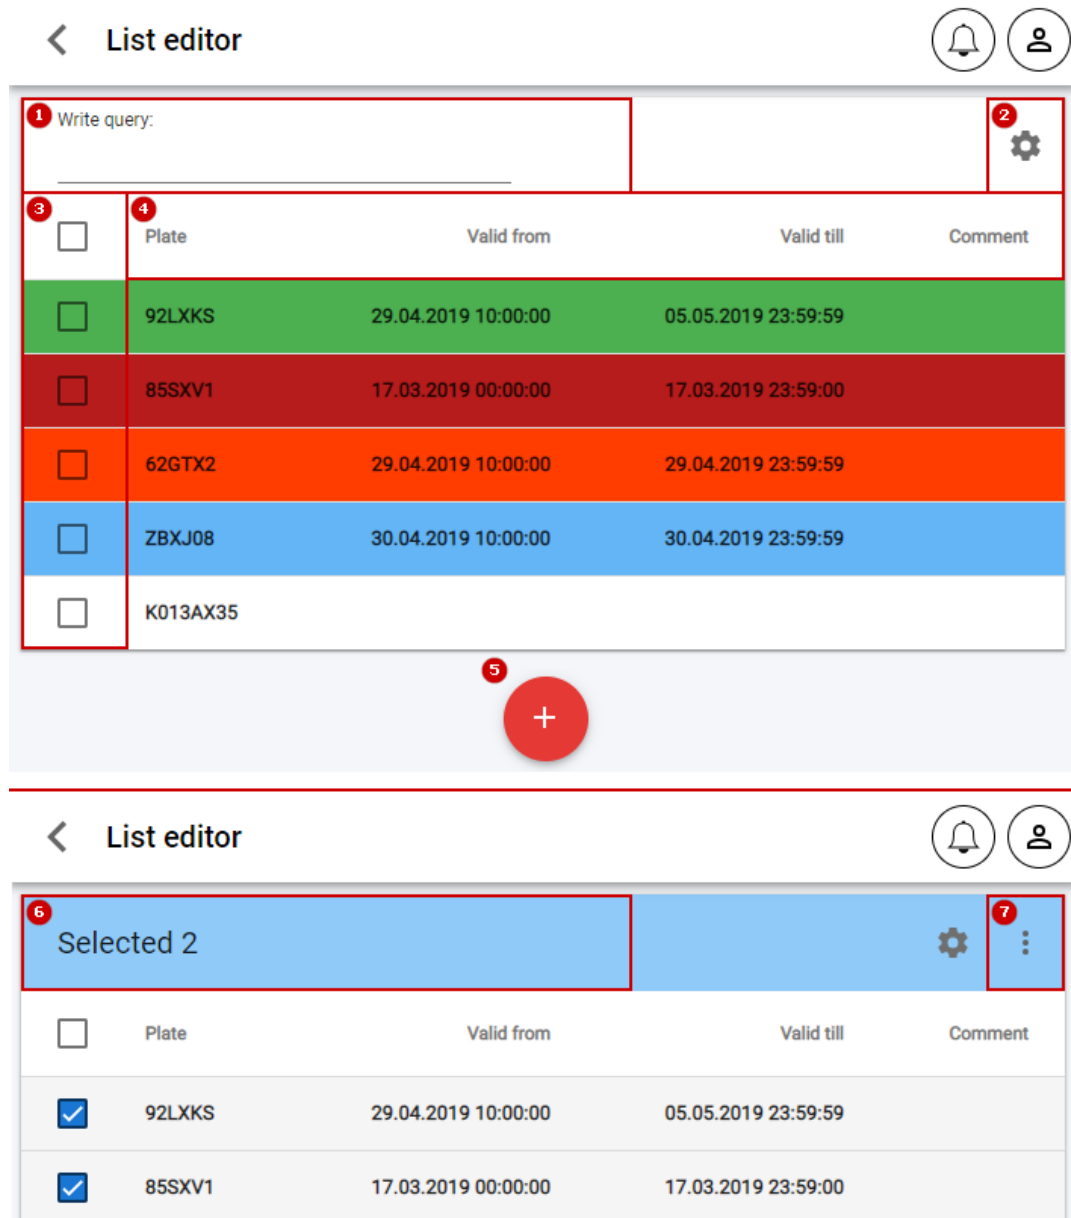 List editor
1 Write query: 2
3 4 Plate Valid from Valid till Comment
92LXKS 29.04.2019 10:00:00 05.05.2019 23:59:59
85SXV1 17.03.2019 00:00:00 17.03.2019 23:59:00
62GTX2 29.04.2019 10:00:00 29.04.2019 23:59:59
ZBXJ08 30.04.2019 10:00:00 30.04.2019 23:59:59
K013AX35
5
+
List editor
6 7
Selected 2
Plate Valid from Valid till Comment
92LXKS 29.04.2019 10:00:00 05.05.2019 23:59:59
85SXV1 17.03.2019 00:00:00 17.03.2019 23:59:00